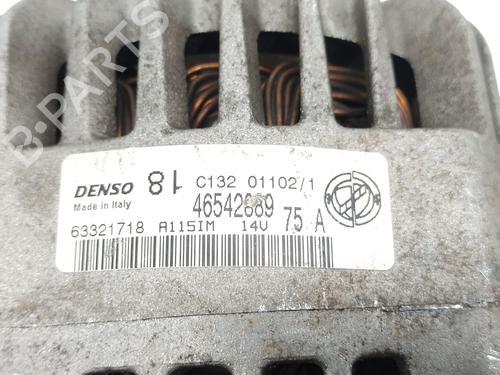 B-PARTS
DENSO 81 C132 01102/1
Made in Italy
46542889 75 A
63321718 A115IM 14V